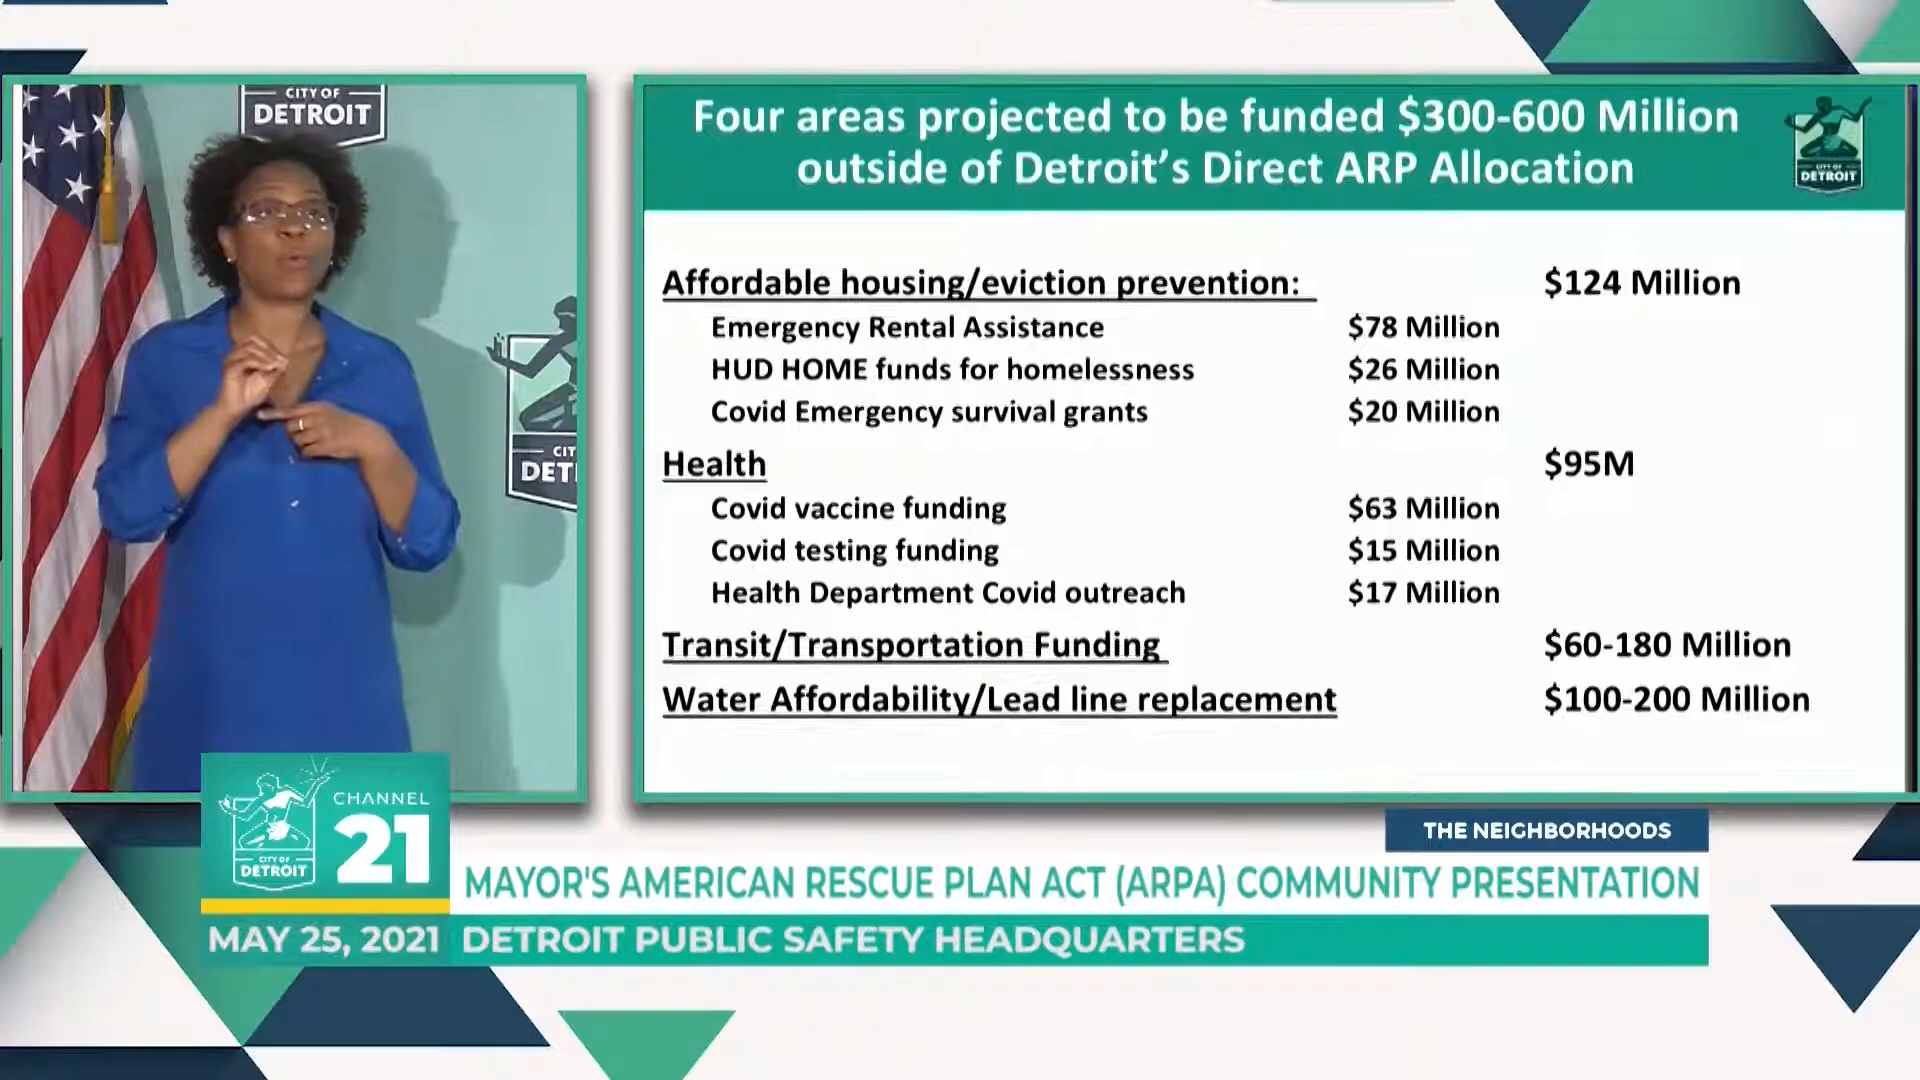 CITY OF
DETROIT
CIT
DET
Four areas projected to be funded $300-600 Million
outside of Detroit's Direct ARP Allocation
CITY OF
DETROIT
Affordable housing/eviction prevention: $124 Million
Emergency Rental Assistance $78 Million
HUD HOME funds for homelessness $26 Million
Covid Emergency survival grants $20 Million
Health $95M
Covid vaccine funding $63 Million
Covid testing funding $15 Million
Health Department Covid outreach $17 Million
Transit/Transportation Funding $60-180 Million
Water Affordability/Lead line replacement $100-200 Million
CHANNEL
21
CITY OF
DETROIT
THE NEIGHBORHOODS
MAYOR'S AMERICAN RESCUE PLAN ACT (ARPA) COMMUNITY PRESENTATION
MAY 25, 2021 DETROIT PUBLIC SAFETY HEADQUARTERS